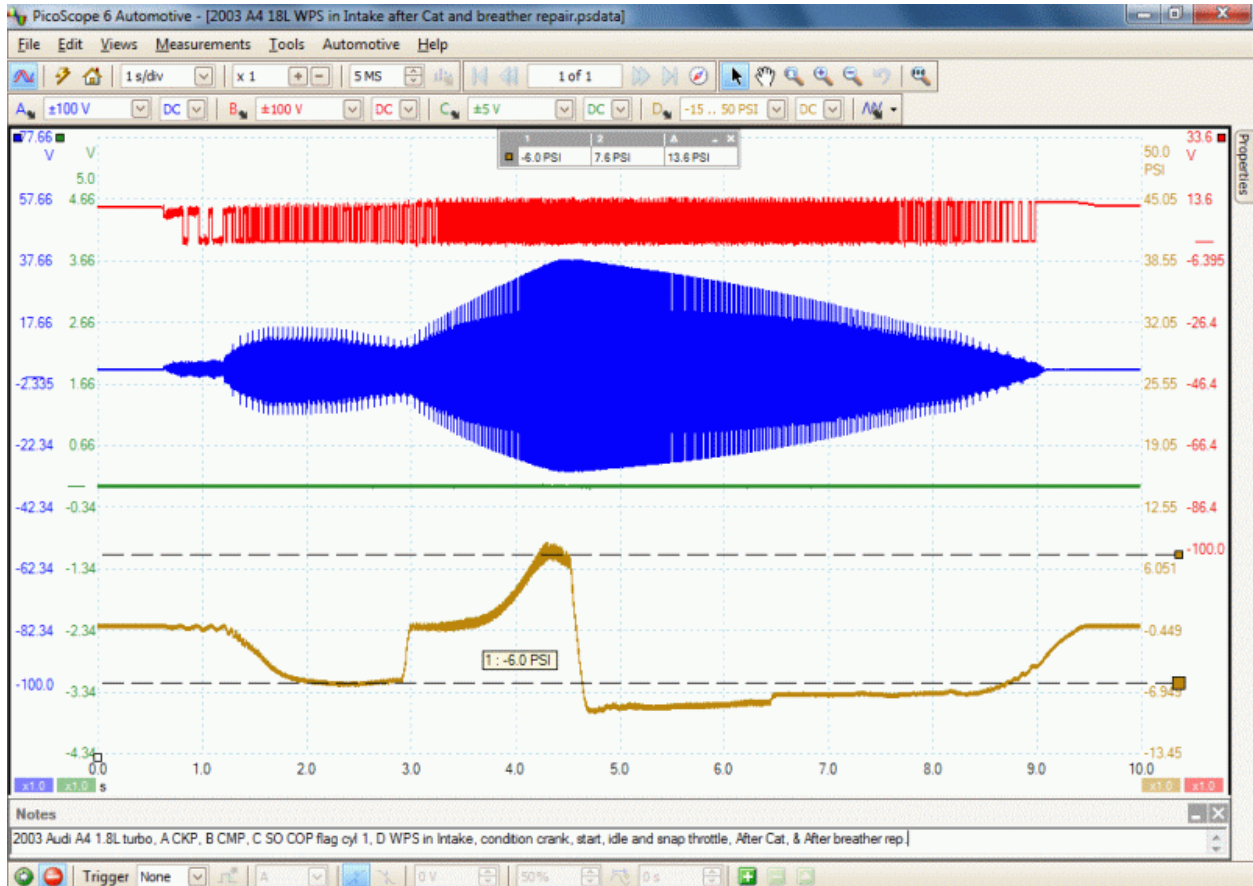 PicoScope 6 Automotive - [2003 A4 18L WPS in Intake after Cat and breather repair.psdata]
File Edit Views Measurements Tools Automotive Help
1 s/div x 1 5 MS 1 of 1
A ±100 V DC B ±100 V DC C ±5 V DC D -15 .. 50 PSI DC
1 2 Δ
-6.0 PSI 7.6 PSI 13.6 PSI
77.66 V 50.0 PSI 33.6 V
V 5.0
57.66 4.66 45.05 13.6
37.66 3.66 38.55 -6.395
17.66 2.66 32.05 -26.4
-2.335 1.66 25.55 -46.4
-22.34 0.66 19.05 -66.4
-42.34 -0.34 12.55 -86.4
-100.0
-62.34 -1.34 6.051
-82.34 -2.34 -0.449
1 : -6.0 PSI
-100.0 -3.34 -6.945
-4.34 -13.45
0.0 1.0 2.0 3.0 4.0 5.0 6.0 7.0 8.0 9.0 10.0
x1.0 x1.0 s x1.0 x1.0
Properties
Notes
2003 Audi A4 1.8L turbo, A CKP, B CMP, C SO COP flag cyl 1, D WPS in Intake, condition crank, start, idle and snap throttle, After Cat, & After breather rep.
Trigger None A 0 V 50% 0 s